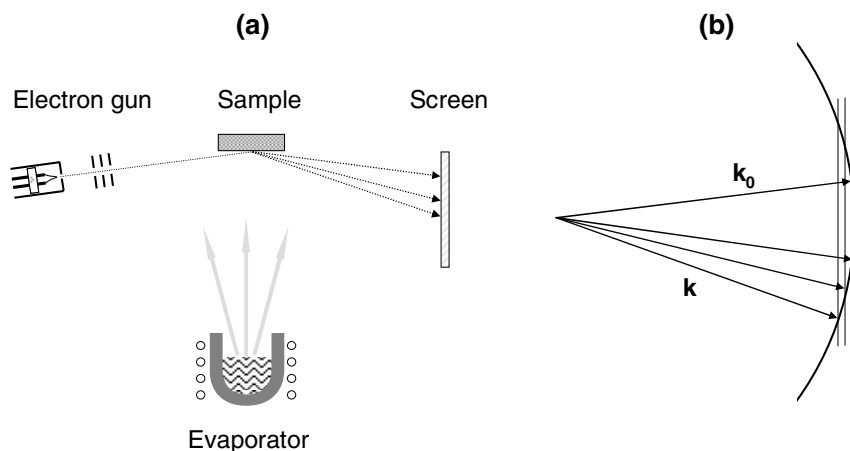 (a)
(b)
Electron gun
Sample
Screen
k0
k
Evaporator